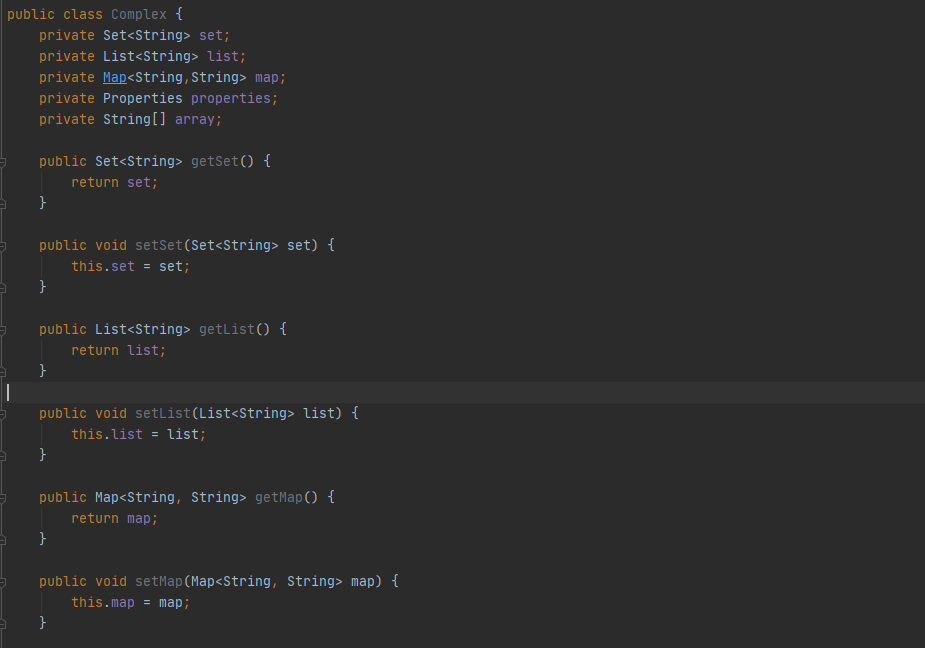 public class Complex {
    private Set<String> set;
    private List<String> list;
    private Map<String,String> map;
    private Properties properties;
    private String[] array;

    public Set<String> getSet() {
        return set;
    }

    public void setSet(Set<String> set) {
        this.set = set;
    }

    public List<String> getList() {
        return list;
    }

    public void setList(List<String> list) {
        this.list = list;
    }

    public Map<String, String> getMap() {
        return map;
    }

    public void setMap(Map<String, String> map) {
        this.map = map;
    }